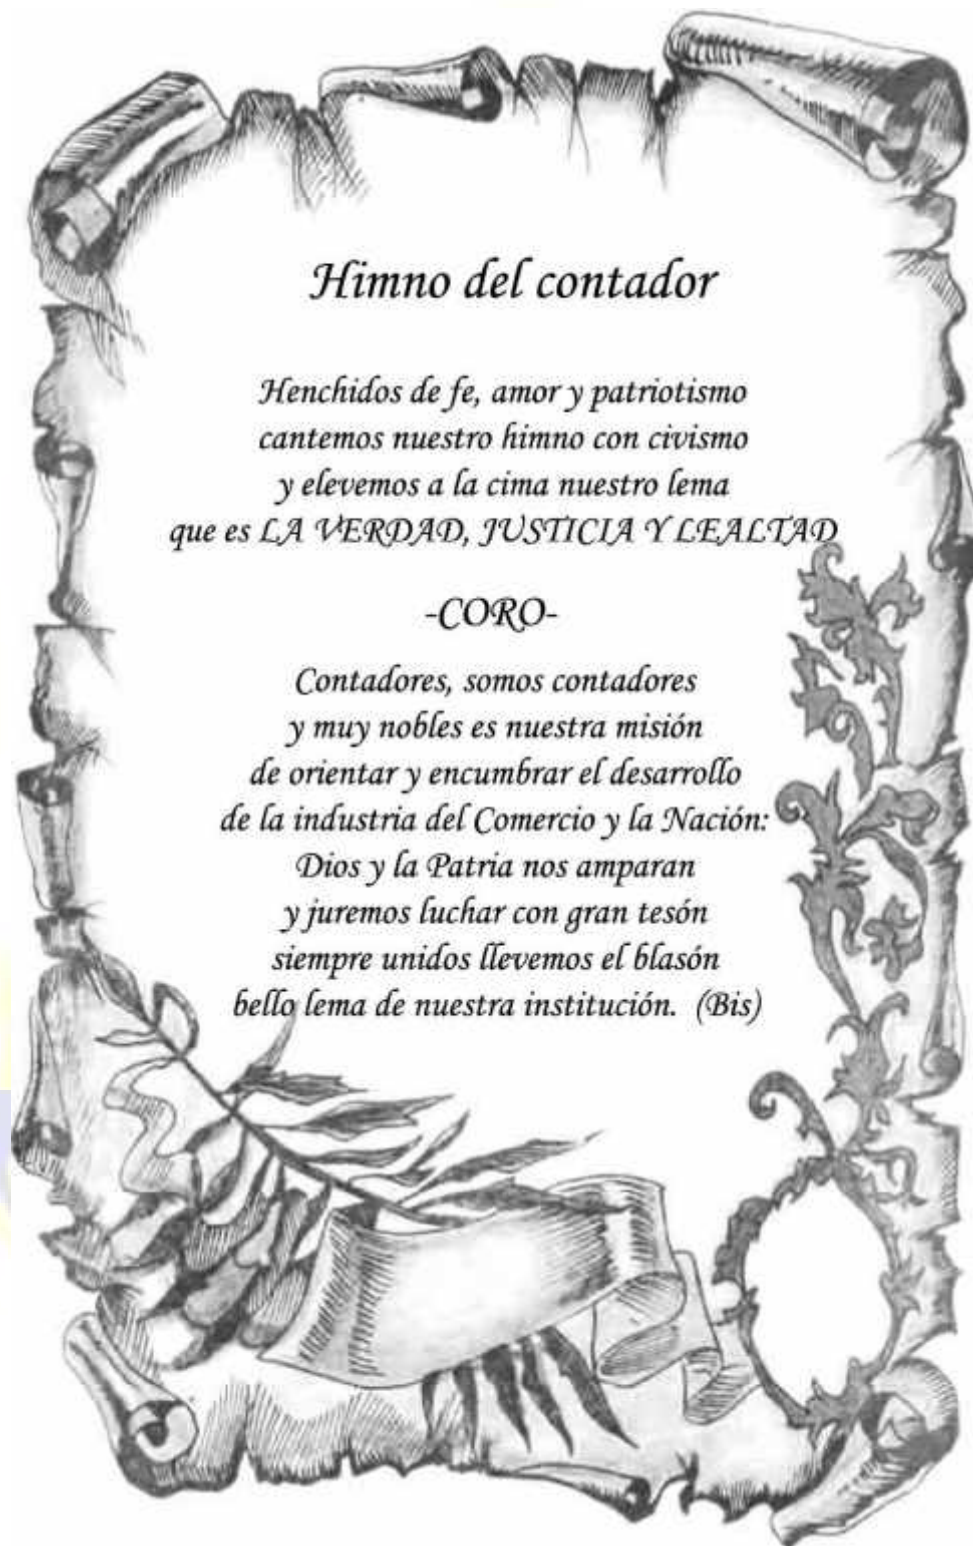 Himno del contador
Henchidos de fe, amor y patriotismo
cantemos nuestro himno con civismo
y elevemos a la cima nuestro lema
que es LA VERDAD, JUSTICIA Y LEALTAD
-CORO-
Contadores, somos contadores
y muy nobles es nuestra misión
de orientar y encumbrar el desarrollo
de la industria del Comercio y la Nación:
Dios y la Patria nos amparan
y juremos luchar con gran tesón
siempre unidos llevemos el blasón
bello lema de nuestra institución. (Bis)